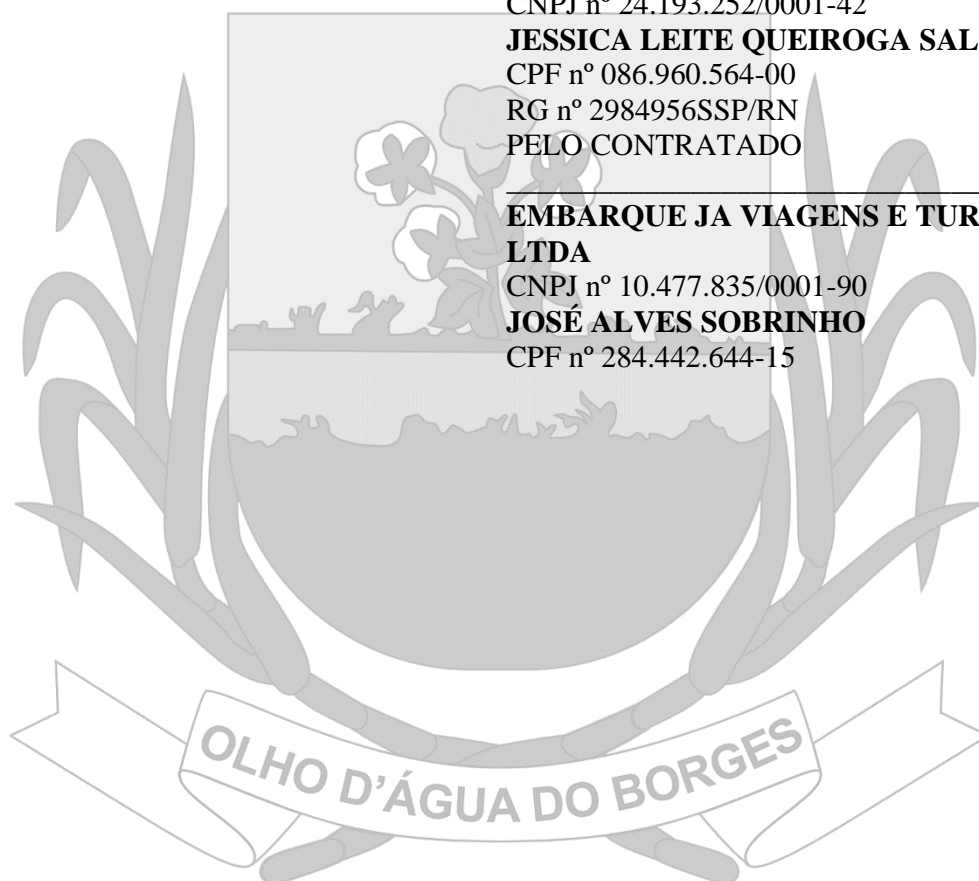 CNPJ nº 24.193.252/0001-42
JESSICA LEITE QUEIROGA SAL
CPF nº 086.960.564-00
RG nº 2984956SSP/RN
PELO CONTRATADO
EMBARQUE JA VIAGENS E TUR
LTDA
CNPJ nº 10.477.835/0001-90
JOSÉ ALVES SOBRINHO
CPF nº 284.442.644-15
OLHO D'ÁGUA DO BORGES